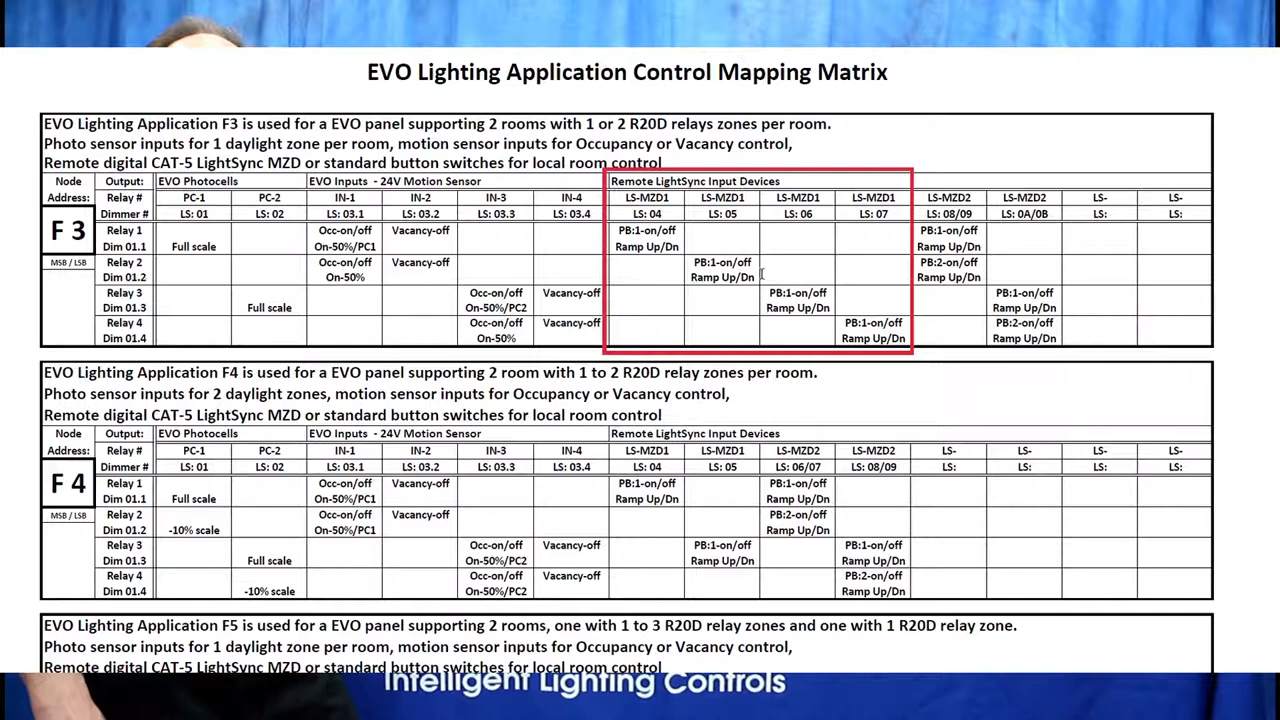 EVO Lighting Application Control Mapping Matrix
EVO Lighting Application F3 is used for a EVO panel supporting 2 rooms with 1 or 2 R20D relays zones per room.
Photo sensor inputs for 1 daylight zone per room, motion sensor inputs for Occupancy or Vacancy control,
Remote digital CAT-5 LightSync MZD or standard button switches for local room control
Node Output: EVO Photocells EVO Inputs - 24V Motion Sensor Remote LightSync Input Devices
Address: Relay # PC-1 PC-2 IN-1 IN-2 IN-3 IN-4 LS-MZD1 LS-MZD1 LS-MZD1 LS-MZD1 LS-MZD2 LS-MZD2 LS- LS-
F 3 Dimmer # LS: 01 LS: 02 LS: 03.1 LS: 03.2 LS: 03.3 LS: 03.4 LS: 04 LS: 05 LS: 06 LS: 07 LS: 08/09 LS: 0A/0B LS: LS:
Relay 1 Occ-on/off Vacancy-off PB:1-on/off PB:1-on/off
Dim 01.1 Full scale On-50%/PC1 Ramp Up/Dn Ramp Up/Dn
MSB / LSB Relay 2 Occ-on/off Vacancy-off PB:1-on/off PB:2-on/off
Dim 01.2 On-50% Ramp Up/Dn Ramp Up/Dn
Relay 3 Occ-on/off Vacancy-off PB:1-on/off PB:1-on/off
Dim 01.3 Full scale On-50%/PC2 Ramp Up/Dn Ramp Up/Dn
Relay 4 Occ-on/off Vacancy-off PB:1-on/off PB:2-on/off
Dim 01.4 On-50% Ramp Up/Dn Ramp Up/Dn
EVO Lighting Application F4 is used for a EVO panel supporting 2 room with 1 to 2 R20D relay zones per room.
Photo sensor inputs for 2 daylight zones, motion sensor inputs for Occupancy or Vacancy control,
Remote digital CAT-5 LightSync MZD or standard button switches for local room control
Node Output: EVO Photocells EVO Inputs - 24V Motion Sensor Remote LightSync Input Devices
Address: Relay # PC-1 PC-2 IN-1 IN-2 IN-3 IN-4 LS-MZD1 LS-MZD1 LS-MZD2 LS-MZD2 LS- LS- LS- LS-
F 4 Dimmer # LS: 01 LS: 02 LS: 03.1 LS: 03.2 LS: 03.3 LS: 03.4 LS: 04 LS: 05 LS: 06/07 LS: 08/09 LS: LS: LS: LS:
Relay 1 Occ-on/off Vacancy-off PB:1-on/off PB:1-on/off
Dim 01.1 Full scale On-50%/PC1 Ramp Up/Dn Ramp Up/Dn
MSB / LSB Relay 2 Occ-on/off Vacancy-off PB:2-on/off
Dim 01.2 -10% scale On-50%/PC1 Ramp Up/Dn
Relay 3 Occ-on/off Vacancy-off PB:1-on/off PB:1-on/off
Dim 01.3 Full scale On-50%/PC2 Ramp Up/Dn Ramp Up/Dn
Relay 4 Occ-on/off Vacancy-off PB:2-on/off
Dim 01.4 -10% scale On-50%/PC2 Ramp Up/Dn
EVO Lighting Application F5 is used for a EVO panel supporting 2 rooms, one with 1 to 3 R20D relay zones and one with 1 R20D relay zone.
Photo sensor inputs for 1 daylight zone per room, motion sensor inputs for Occupancy or Vacancy control,
Remote digital CAT-5 LightSync MZD or standard button switches for local room control
Intelligent Lighting Controls